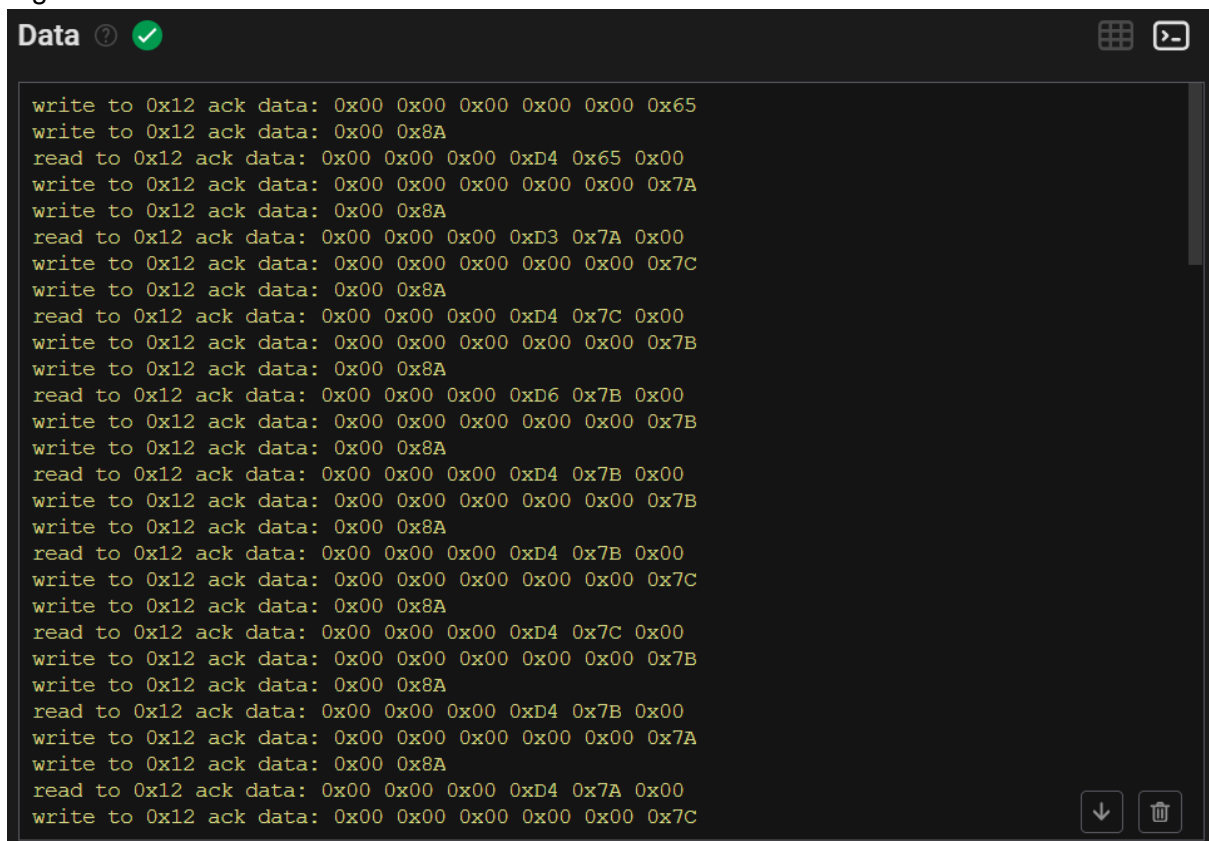 Data
write to 0x12 ack data: 0x00 0x00 0x00 0x00 0x00 0x65
write to 0x12 ack data: 0x00 0x8A
read to 0x12 ack data: 0x00 0x00 0x00 0xD4 0x65 0x00
write to 0x12 ack data: 0x00 0x00 0x00 0x00 0x00 0x7A
write to 0x12 ack data: 0x00 0x8A
read to 0x12 ack data: 0x00 0x00 0x00 0xD3 0x7A 0x00
write to 0x12 ack data: 0x00 0x00 0x00 0x00 0x00 0x7C
write to 0x12 ack data: 0x00 0x8A
read to 0x12 ack data: 0x00 0x00 0x00 0xD4 0x7C 0x00
write to 0x12 ack data: 0x00 0x00 0x00 0x00 0x00 0x7B
write to 0x12 ack data: 0x00 0x8A
read to 0x12 ack data: 0x00 0x00 0x00 0xD6 0x7B 0x00
write to 0x12 ack data: 0x00 0x00 0x00 0x00 0x00 0x7B
write to 0x12 ack data: 0x00 0x8A
read to 0x12 ack data: 0x00 0x00 0x00 0xD4 0x7B 0x00
write to 0x12 ack data: 0x00 0x00 0x00 0x00 0x00 0x7B
write to 0x12 ack data: 0x00 0x8A
read to 0x12 ack data: 0x00 0x00 0x00 0xD4 0x7B 0x00
write to 0x12 ack data: 0x00 0x00 0x00 0x00 0x00 0x7C
write to 0x12 ack data: 0x00 0x8A
read to 0x12 ack data: 0x00 0x00 0x00 0xD4 0x7C 0x00
write to 0x12 ack data: 0x00 0x00 0x00 0x00 0x00 0x7B
write to 0x12 ack data: 0x00 0x8A
read to 0x12 ack data: 0x00 0x00 0x00 0xD4 0x7B 0x00
write to 0x12 ack data: 0x00 0x00 0x00 0x00 0x00 0x7A
write to 0x12 ack data: 0x00 0x8A
read to 0x12 ack data: 0x00 0x00 0x00 0xD4 0x7A 0x00
write to 0x12 ack data: 0x00 0x00 0x00 0x00 0x00 0x7C